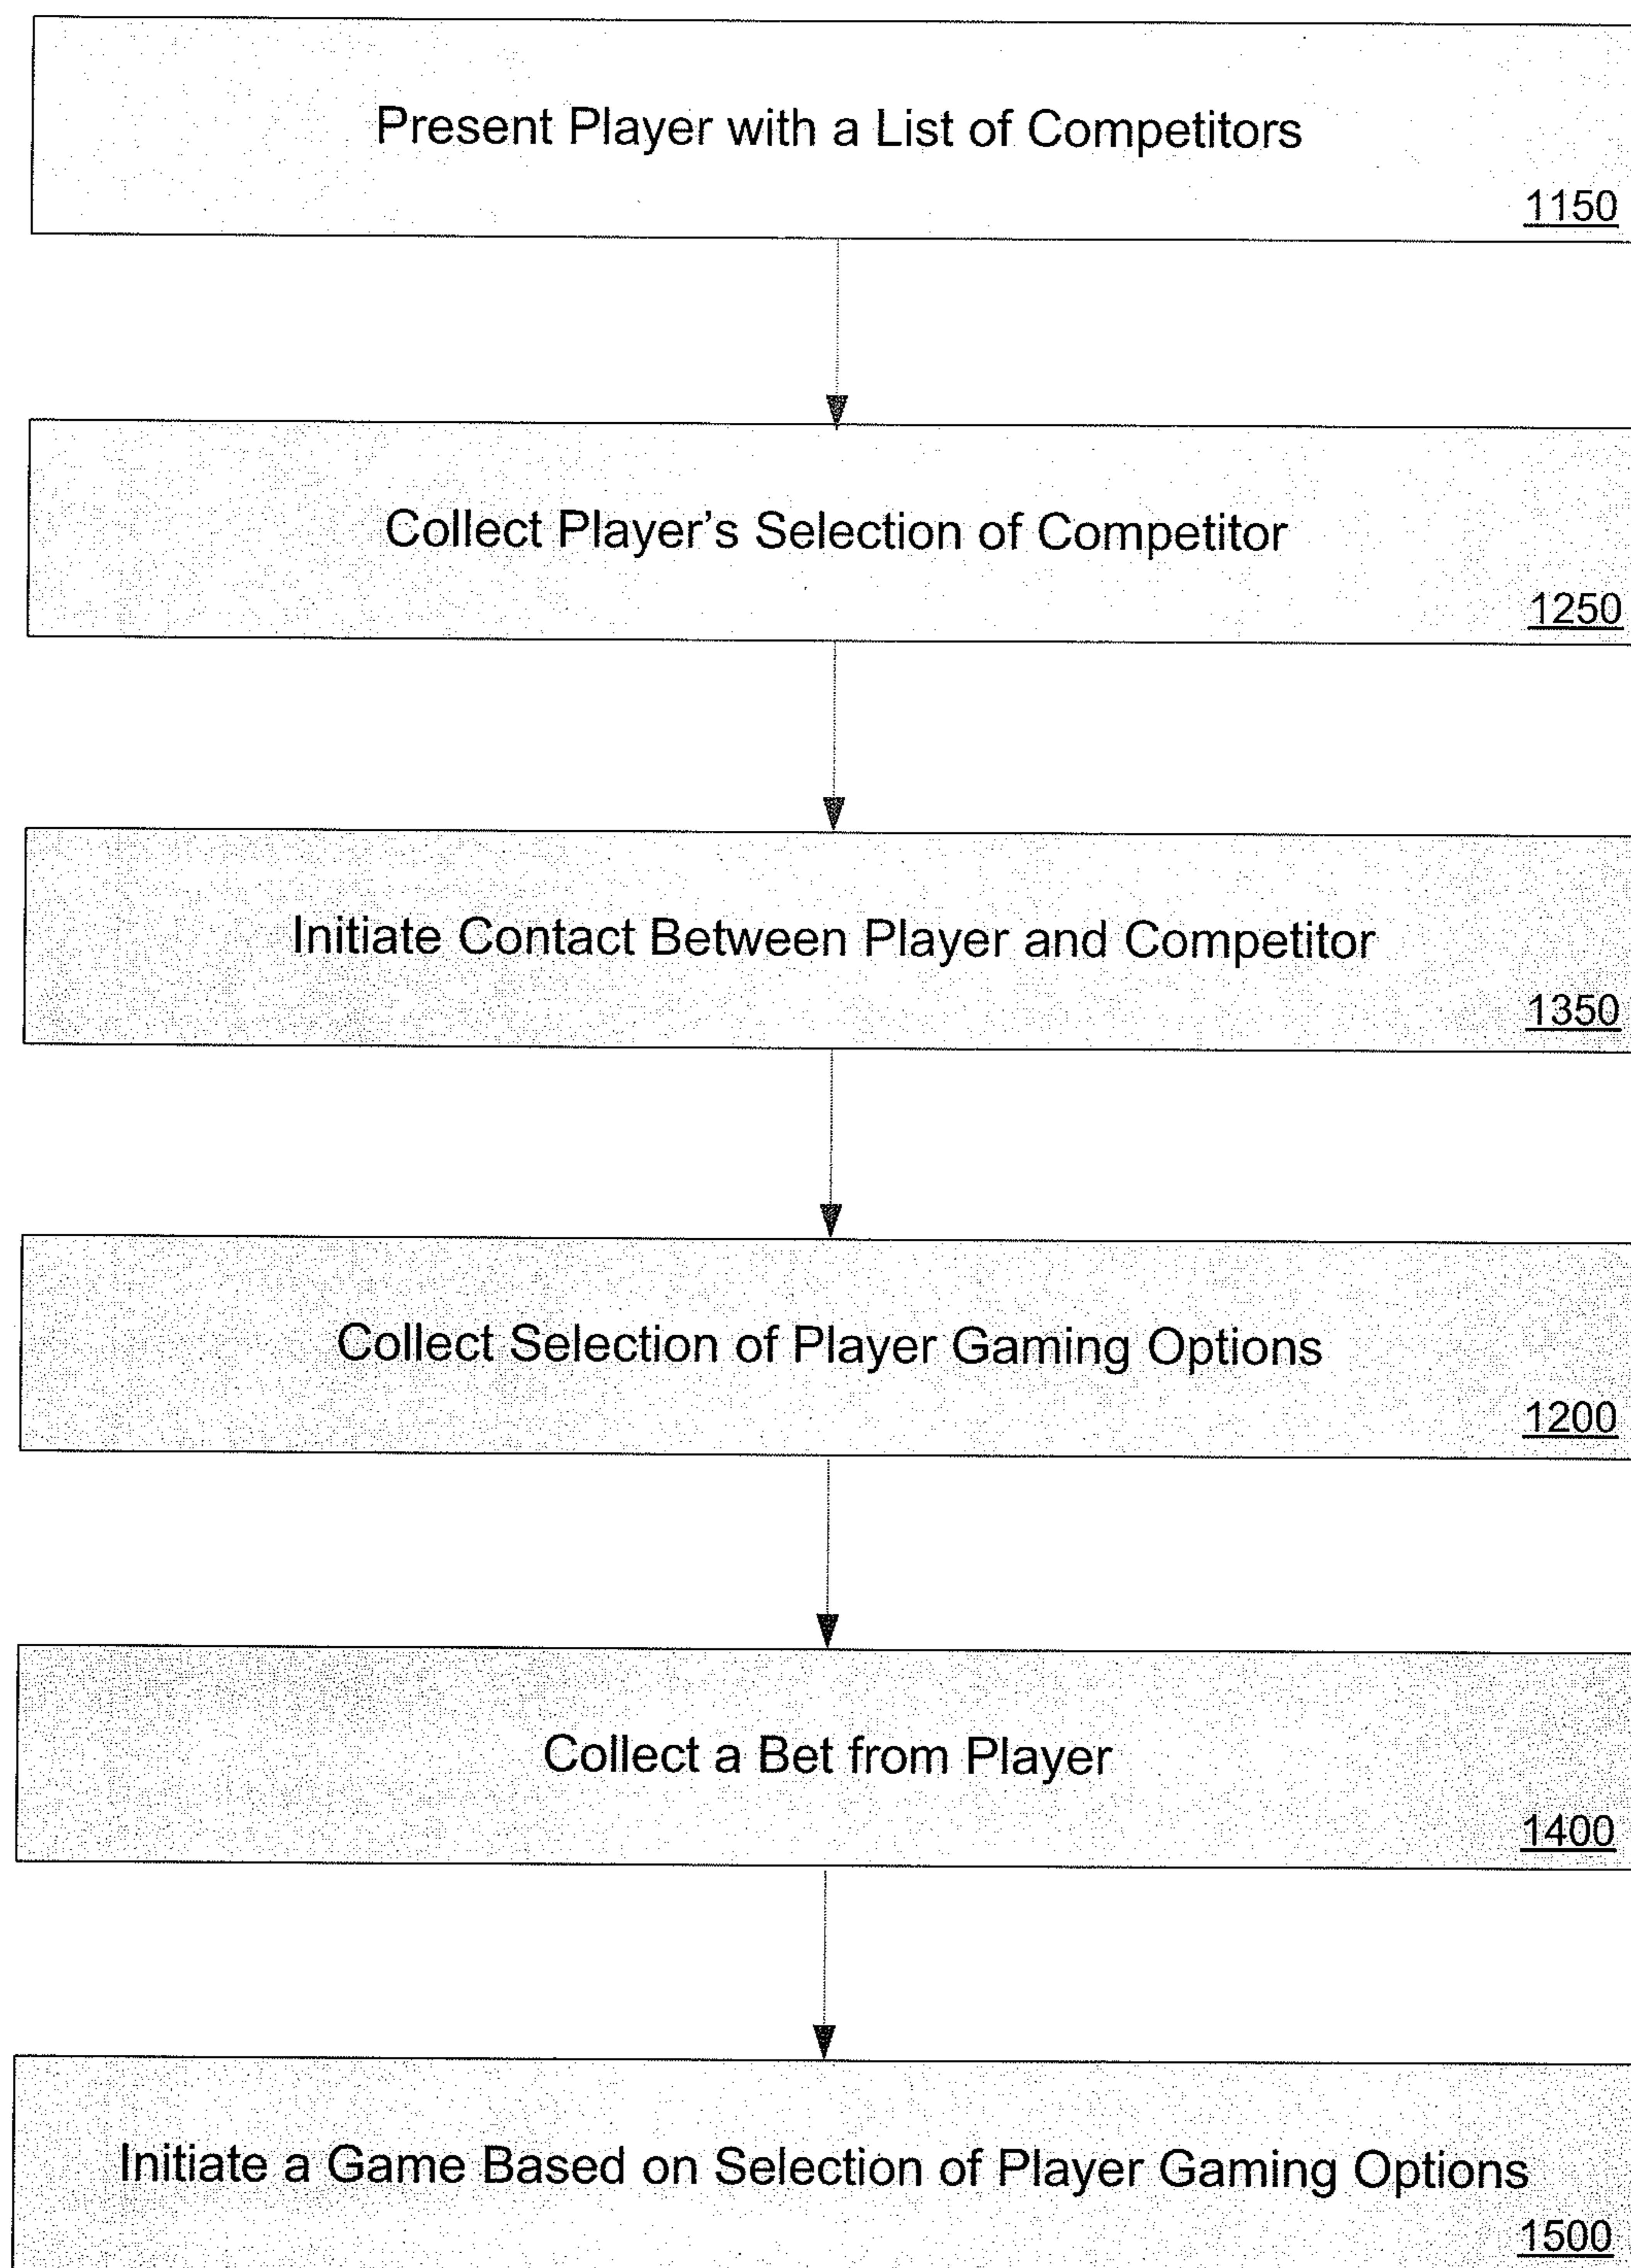 Present Player with a List of Competitors
1150
Collect Player’s Selection of Competitor
1250
Initiate Contact Between Player and Competitor
1350
Collect Selection of Player Gaming Options
1200
Collect a Bet from Player
1400
Initiate a Game Based on Selection of Player Gaming Options
1500